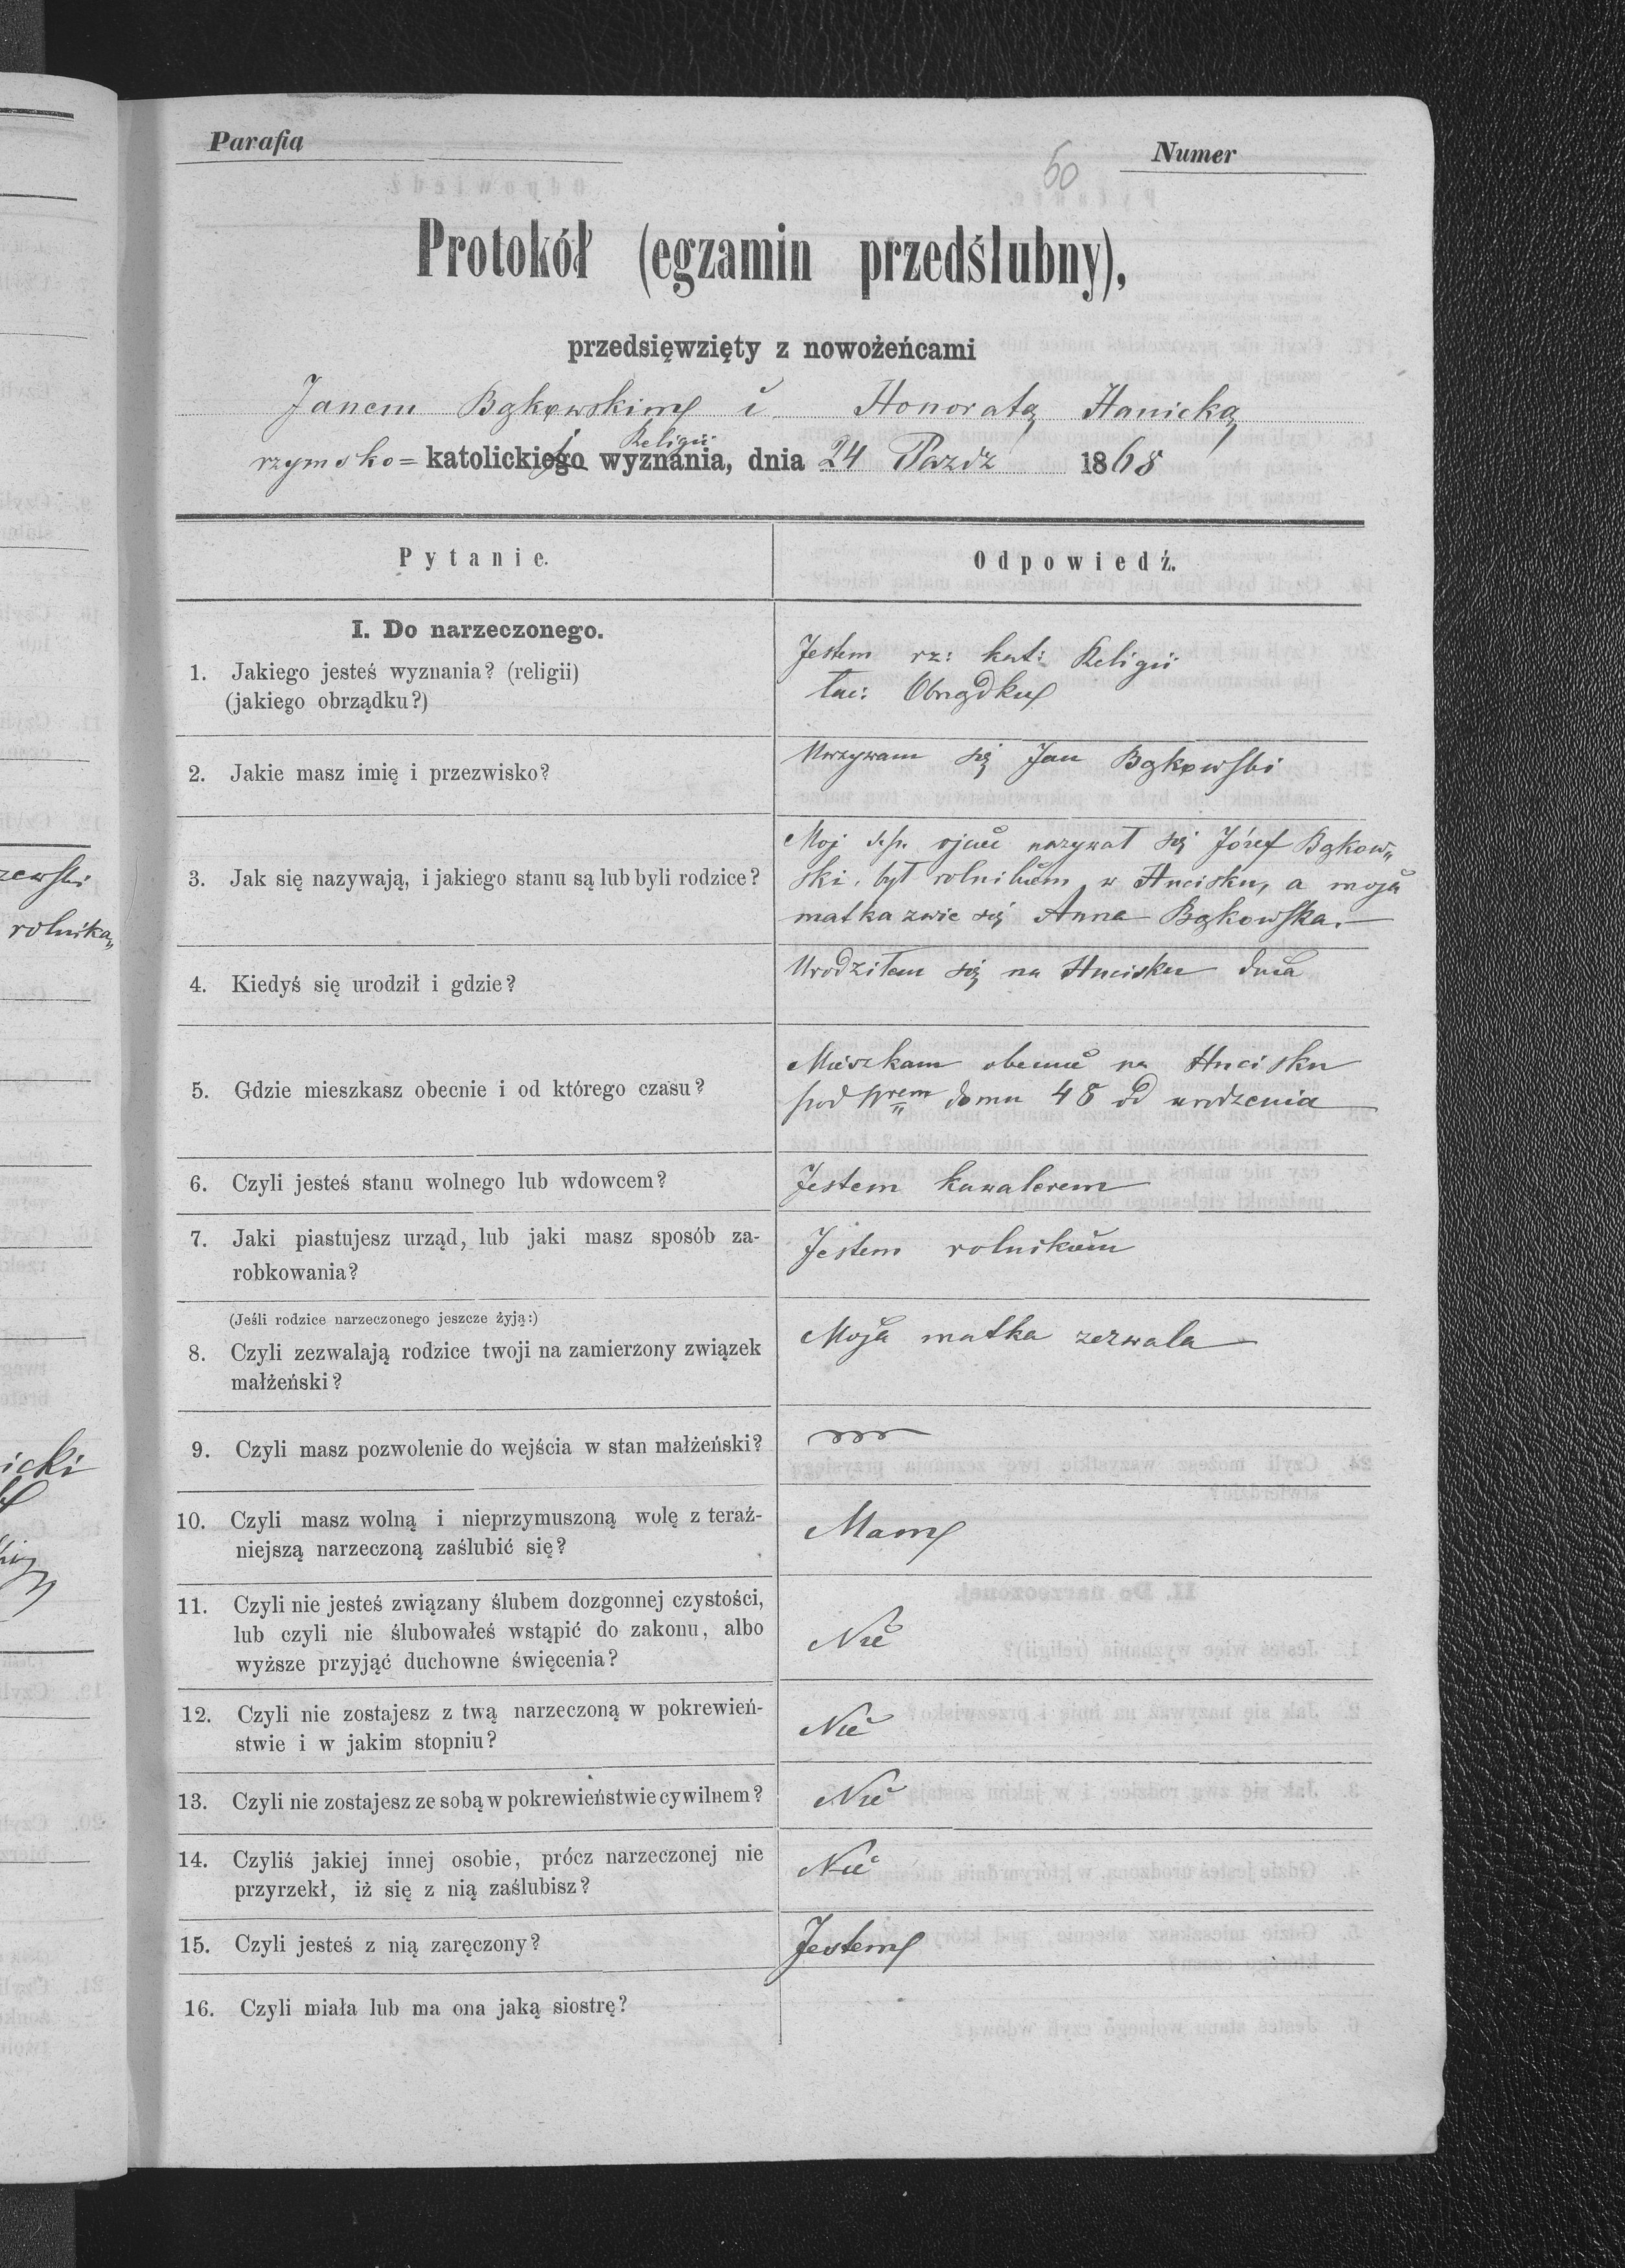 Parafia
Numer
60
Protokół (egzamin przedślubny),
przedsięwzięty z nowożeńcami
Janem Bąkowskim i Honoratą Hanicką
Religii
rzymsko= katolickiego wyznania, dnia 24 Pazdz 1868
Pytanie.
Odpowiedź.
I. Do narzeczonego.
1. Jakiego jesteś wyznania? (religii)
(jakiego obrządku?)
Jestem rz: kat: Religii
łac: Obrządku
2. Jakie masz imię i przezwisko?
Nazywam się Jan Bąkowski
3. Jak się nazywają, i jakiego stanu są lub byli rodzice?
Moj ojciec nazywał się Józef Bąkow„
ski, był rolnikiem w Hucisku, a moja
matka zwie się Anna Bąkowska.
4. Kiedyś się urodził i gdzie?
Urodziłem się na Hucisku dnia
5. Gdzie mieszkasz obecnie i od którego czasu?
Mieszkam obecnie na Hucisku
pod Nrem domu 48 od urodzenia
6. Czyli jesteś stanu wolnego lub wdowcem?
Jestem kawalerem
7. Jaki piastujesz urząd, lub jaki masz sposób za-
robkowania?
Jestem rolnikiem
(Jeśli rodzice narzeczonego jeszcze żyją:)
8. Czyli zezwalają rodzice twoji na zamierzony związek
małżeński?
Moja matka zezwala
9. Czyli masz pozwolenie do wejścia w stan małżeński?
10. Czyli masz wolną i nieprzymuszoną wolę z teraź-
niejszą narzeczoną zaślubić się?
Mam
11. Czyli nie jesteś związany ślubem dozgonnej czystości,
lub czyli nie ślubowałeś wstąpić do zakonu, albo
wyższe przyjąć duchowne święcenia?
Nie
12. Czyli nie zostajesz z twą narzeczoną w pokrewień-
stwie i w jakim stopniu?
Nie
13. Czyli nie zostajesz ze sobą w pokrewieństwie cywilnem?
Nie
14. Czyliś jakiej innej osobie, prócz narzeczonej nie
przyrzekł, iż się z nią zaślubisz?
Nie
15. Czyli jesteś z nią zaręczony?
Jestem
16. Czyli miała lub ma ona jaką siostrę?
rolnika„